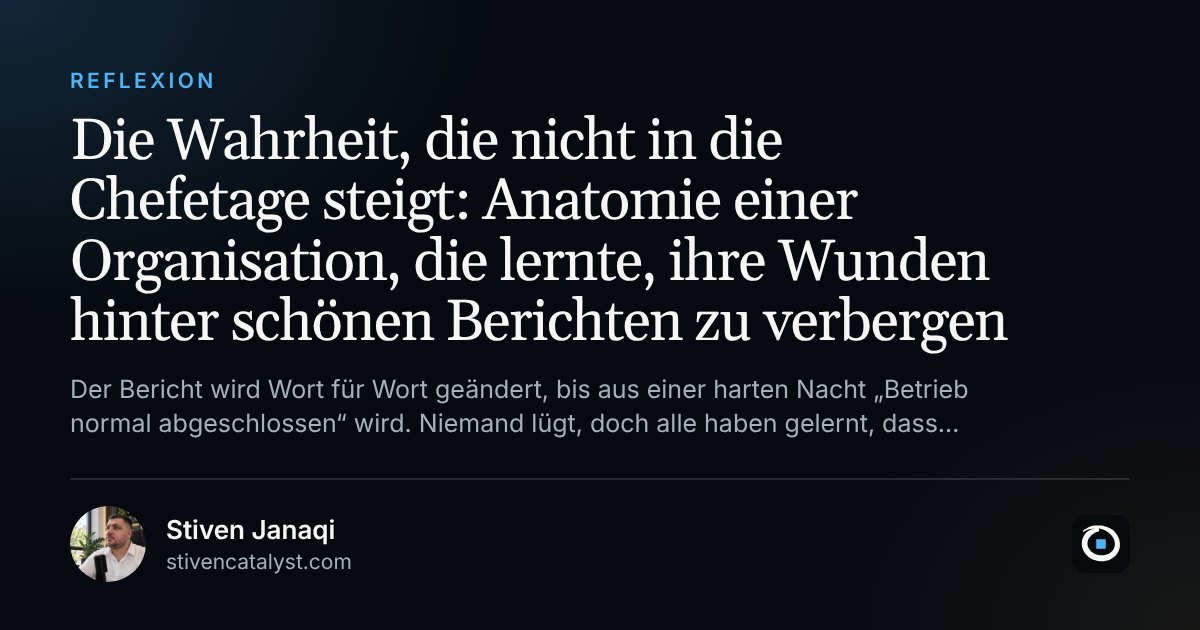 REFLEXION
Die Wahrheit, die nicht in die
Chefetage steigt: Anatomie einer
Organisation, die lernte, ihre Wunden
hinter schönen Berichten zu verbergen
Der Bericht wird Wort für Wort geändert, bis aus einer harten Nacht „Betrieb
normal abgeschlossen“ wird. Niemand lügt, doch alle haben gelernt, dass...
Stiven Janaqi
stivencatalyst.com